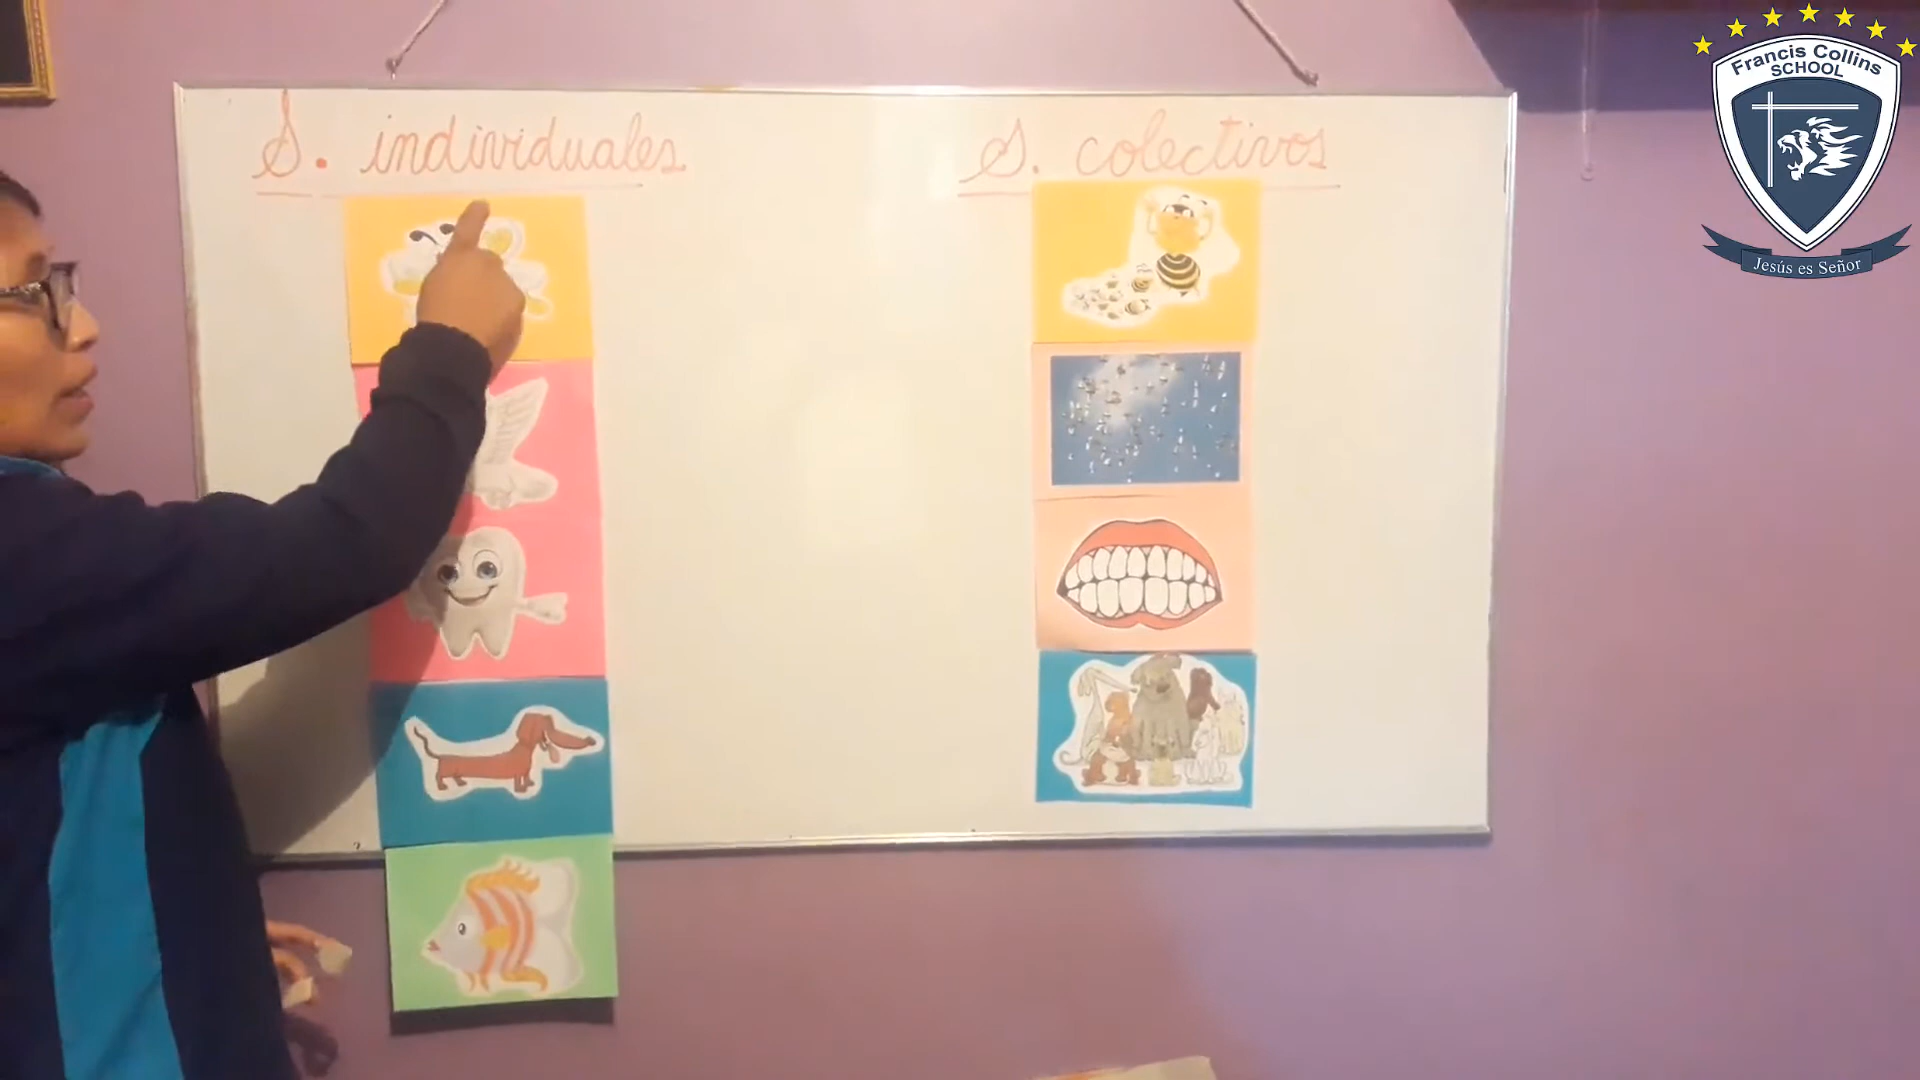 S. individuales
S. colectivos
Francis Collins
SCHOOL
Jesús es Señor